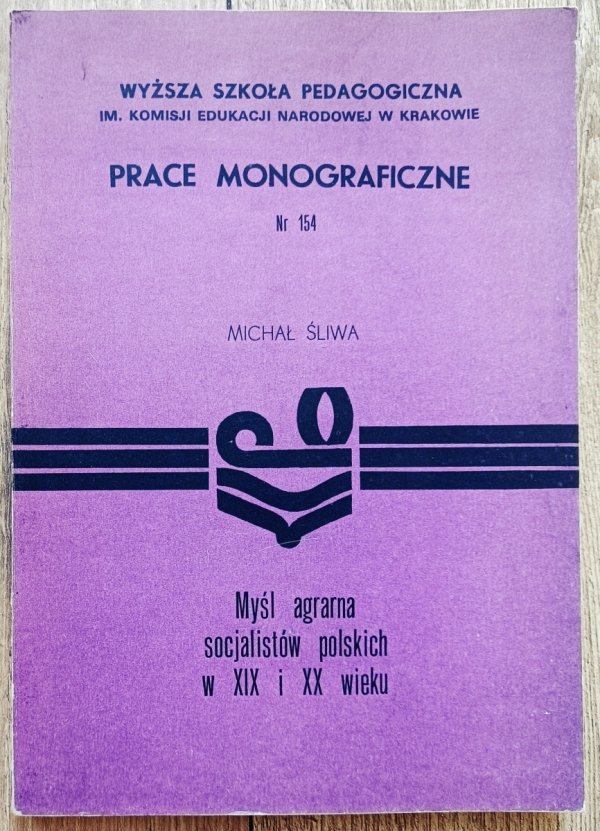 WYŻSZA SZKOŁA PEDAGOGICZNA
IM. KOMISJI EDUKACJI NARODOWEJ W KRAKOWIE
PRACE MONOGRAFICZNE
Nr 154
MICHAŁ ŚLIWA
Myśl agrarna
socjalistów polskich
w XIX i XX wieku